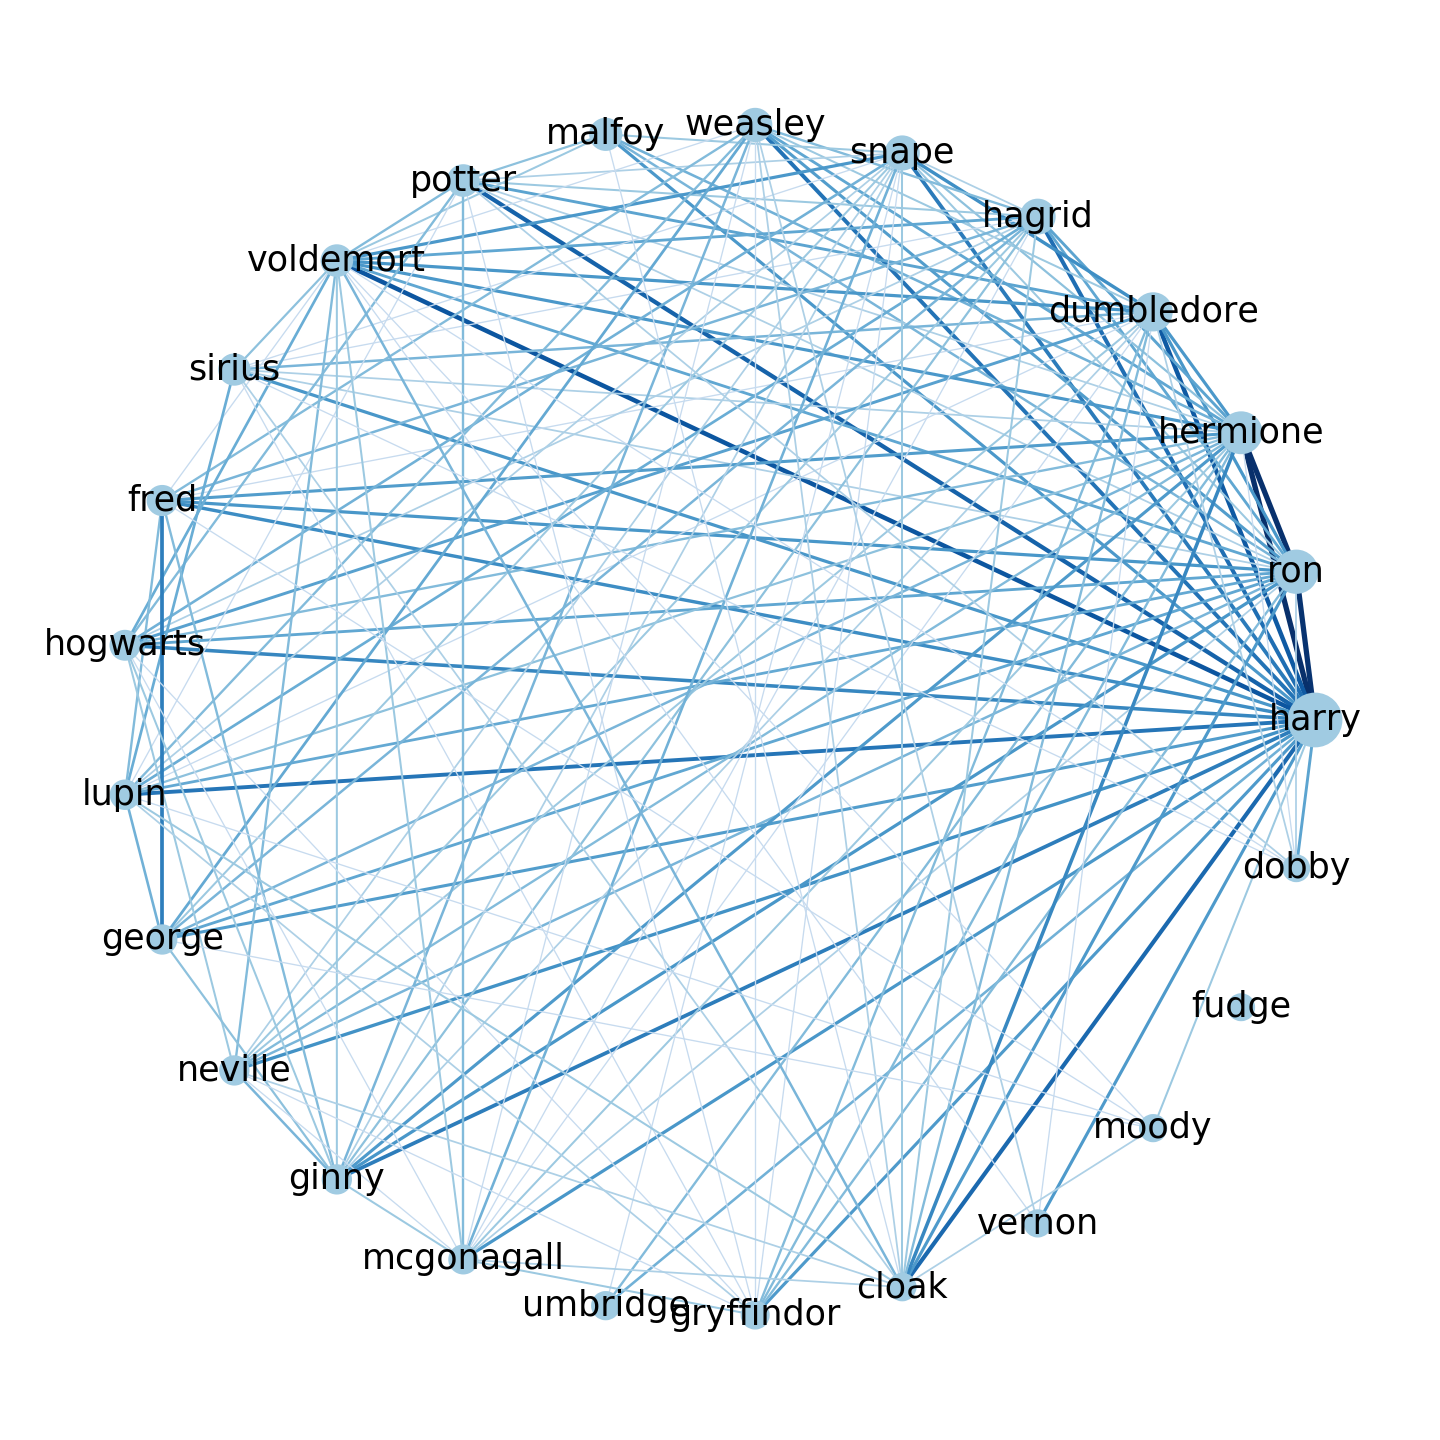 weasley
malfoy
snape
potter
hagrid
voldemort
dumbledore
sirius
hermione
fred
ron
hogwarts
harry
lupin
dobby
george
fudge
neville
moody
ginny
vernon
mcgonagall
cloak
umbridge
gryffindor